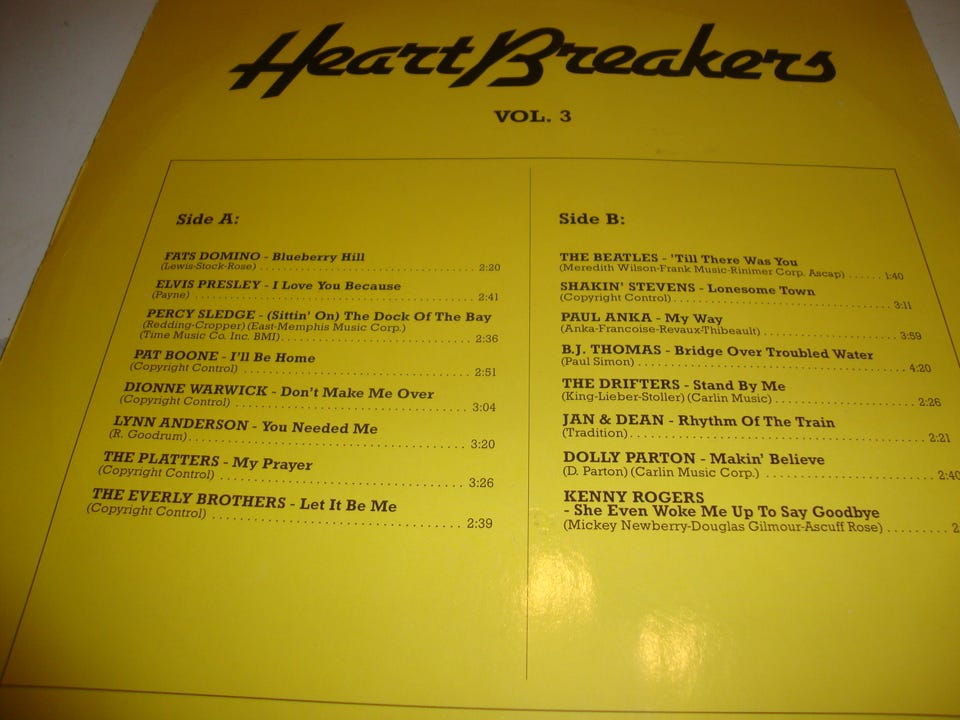 HeartBreakers
VOL. 3
Side A:
FATS DOMINO - Blueberry Hill
(Lewis-Stock-Rose) 2:20
ELVIS PRESLEY - I Love You Because
(Payne) 2:41
PERCY SLEDGE - (Sittin' On) The Dock Of The Bay
(Redding-Cropper) (East-Memphis Music Corp.)
(Time Music Co. Inc. BMI) 2:36
PAT BOONE - I'll Be Home
(Copyright Control) 2:51
DIONNE WARWICK - Don't Make Me Over
(Copyright Control) 3:04
LYNN ANDERSON - You Needed Me
(R. Goodrum) 3:20
THE PLATTERS - My Prayer
(Copyright Control) 3:26
THE EVERLY BROTHERS - Let It Be Me
(Copyright Control) 2:39
Side B:
THE BEATLES - 'Till There Was You
(Meredith Wilson-Frank Music-Rinimer Corp. Ascap) 1:40
SHAKIN' STEVENS - Lonesome Town
(Copyright Control) 3:11
PAUL ANKA - My Way
(Anka-Francoise-Revaux-Thibeault) 3:59
B.J. THOMAS - Bridge Over Troubled Water
(Paul Simon) 4:20
THE DRIFTERS - Stand By Me
(King-Lieber-Stoller) (Carlin Music) 2:26
JAN & DEAN - Rhythm Of The Train
(Tradition) 2:21
DOLLY PARTON - Makin' Believe
(D. Parton) (Carlin Music Corp.) 2:40
KENNY ROGERS
- She Even Woke Me Up To Say Goodbye
(Mickey Newberry-Douglas Gilmour-Ascuff Rose)